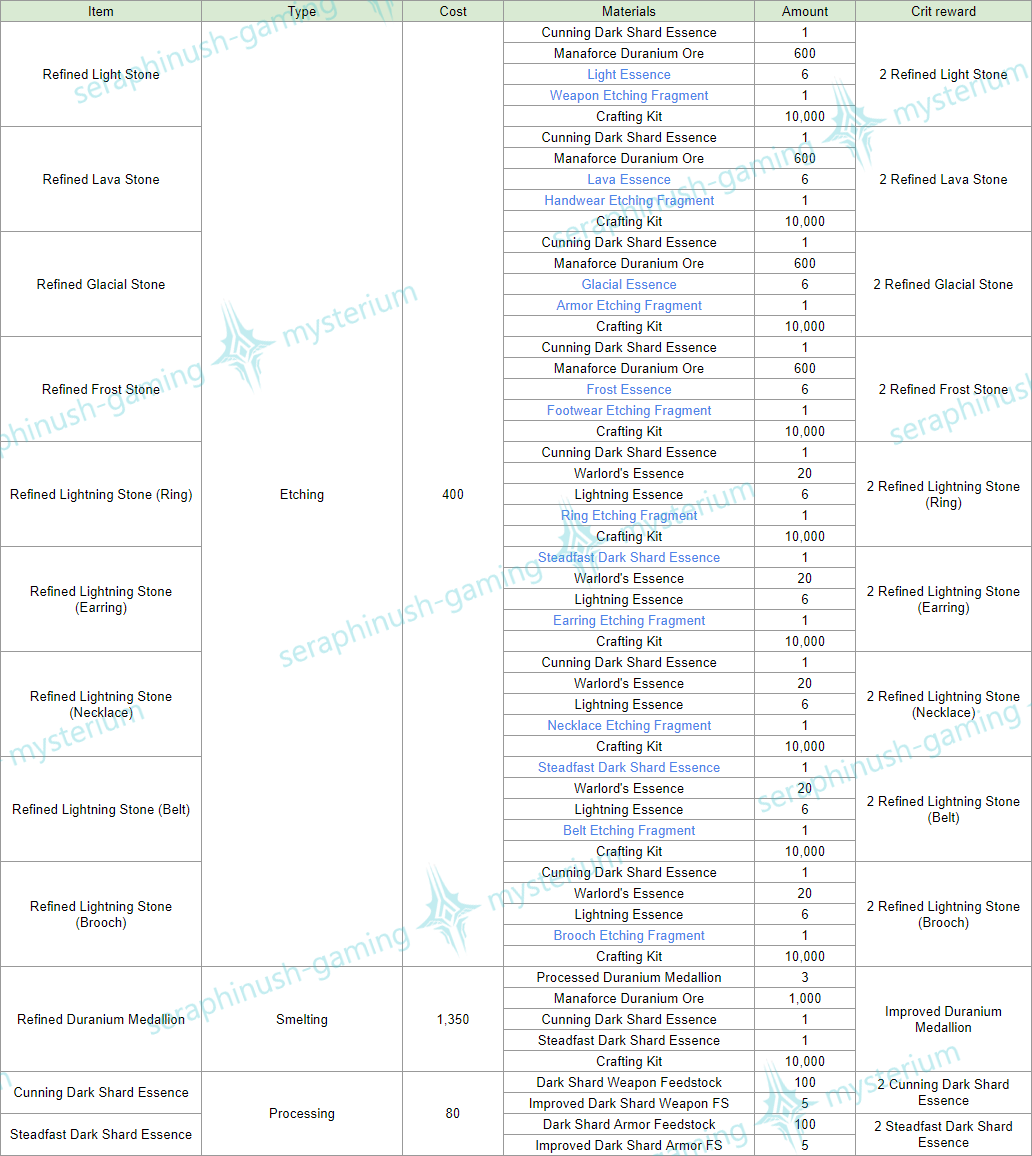 Item Type Cost Materials Amount Crit reward
Refined Light Stone
Etching
400
Cunning Dark Shard Essence 1
Manaforce Duranium Ore 600
Light Essence 6
Weapon Etching Fragment 1
Crafting Kit 10,000
2 Refined Light Stone
Refined Lava Stone
Cunning Dark Shard Essence 1
Manaforce Duranium Ore 600
Lava Essence 6
Handwear Etching Fragment 1
Crafting Kit 10,000
2 Refined Lava Stone
Refined Glacial Stone
Cunning Dark Shard Essence 1
Manaforce Duranium Ore 600
Glacial Essence 6
Armor Etching Fragment 1
Crafting Kit 10,000
2 Refined Glacial Stone
Refined Frost Stone
Cunning Dark Shard Essence 1
Manaforce Duranium Ore 600
Frost Essence 6
Footwear Etching Fragment 1
Crafting Kit 10,000
2 Refined Frost Stone
Refined Lightning Stone (Ring)
Cunning Dark Shard Essence 1
Warlord's Essence 20
Lightning Essence 6
Ring Etching Fragment 1
Crafting Kit 10,000
2 Refined Lightning Stone
(Ring)
Refined Lightning Stone
(Earring)
Steadfast Dark Shard Essence 1
Warlord's Essence 20
Lightning Essence 6
Earring Etching Fragment 1
Crafting Kit 10,000
2 Refined Lightning Stone
(Earring)
Refined Lightning Stone
(Necklace)
Cunning Dark Shard Essence 1
Warlord's Essence 20
Lightning Essence 6
Necklace Etching Fragment 1
Crafting Kit 10,000
2 Refined Lightning Stone
(Necklace)
Refined Lightning Stone (Belt)
Steadfast Dark Shard Essence 1
Warlord's Essence 20
Lightning Essence 6
Belt Etching Fragment 1
Crafting Kit 10,000
2 Refined Lightning Stone
(Belt)
Refined Lightning Stone
(Brooch)
Cunning Dark Shard Essence 1
Warlord's Essence 20
Lightning Essence 6
Brooch Etching Fragment 1
Crafting Kit 10,000
2 Refined Lightning Stone
(Brooch)
Refined Duranium Medallion
Smelting
1,350
Processed Duranium Medallion 3
Manaforce Duranium Ore 1,000
Cunning Dark Shard Essence 1
Steadfast Dark Shard Essence 1
Crafting Kit 10,000
Improved Duranium
Medallion
Cunning Dark Shard Essence
Processing
80
Dark Shard Weapon Feedstock 100
Improved Dark Shard Weapon FS 5
2 Cunning Dark Shard
Essence
Steadfast Dark Shard Essence
Dark Shard Armor Feedstock 100
Improved Dark Shard Armor FS 5
2 Steadfast Dark Shard
Essence
seraphinush-gaming
mysterium
seraphinush-gaming
mysterium
seraphinush-gaming
mysterium
mysterium
seraphinush-gaming
seraphinush-gaming
mysterium
mysterium